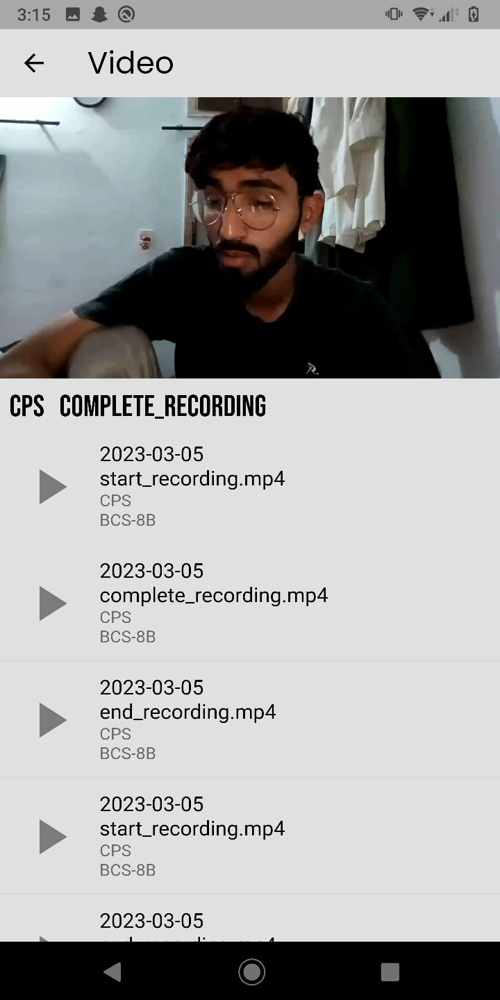 3:15
Video
R.
CPS COMPLETE_RECORDING
2023-03-05
start_recording.mp4
CPS
BCS-8B
2023-03-05
complete_recording.mp4
CPS
BCS-8B
2023-03-05
end_recording.mp4
CPS
BCS-8B
2023-03-05
start_recording.mp4
CPS
BCS-8B
2023-03-05
end_recording.mp4